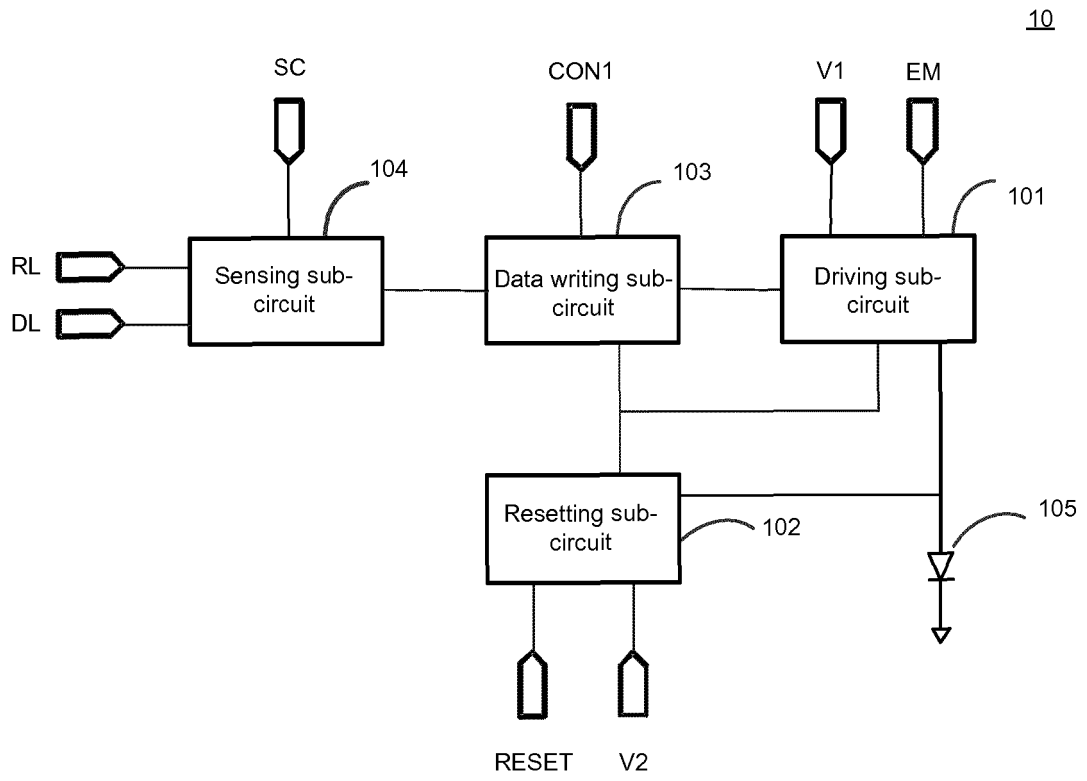 10
SC
CON1
V1
EM
104
103
101
RL
DL
Sensing sub-
circuit
Data writing sub-
circuit
Driving sub-
circuit
Resetting sub-
circuit
102
105
RESET
V2